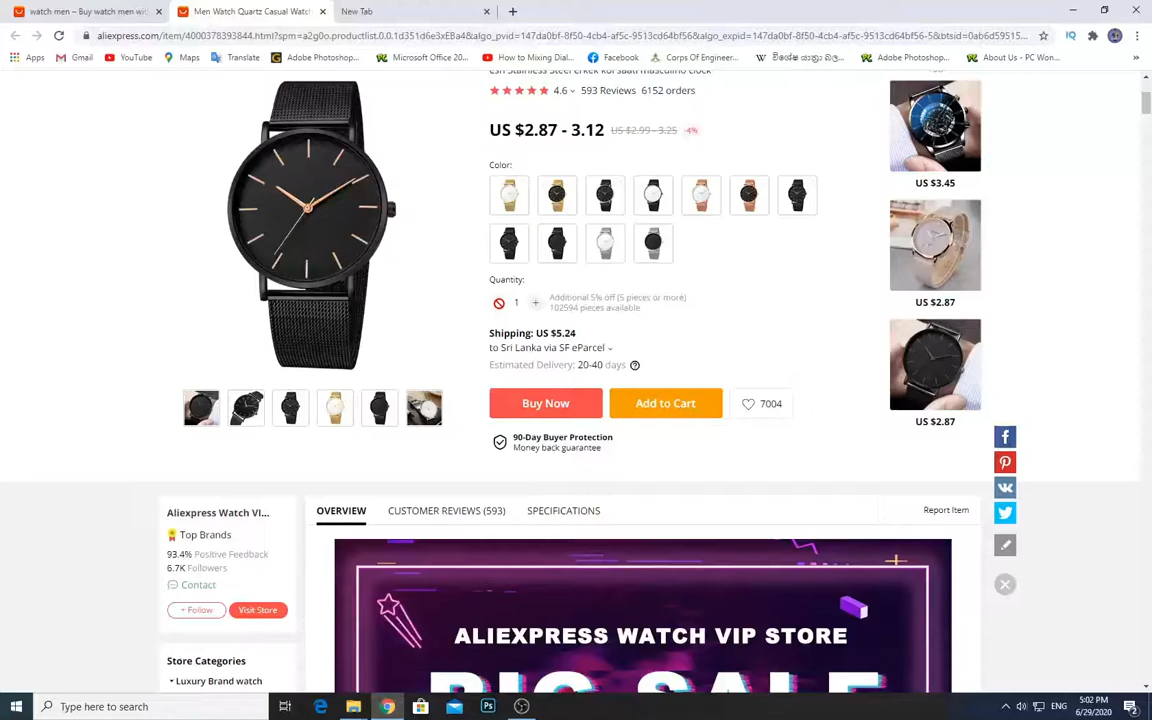 watch men – Buy watch men with
Men Watch Quartz Casual Watch
New Tab
aliexpress.com/item/4000378393844.html?spm=a2g0o.productlist.0.0.1d351d6e3xEBa4&algo_pvid=147da0bf-8f50-4cb4-af5c-9513cd64bf56&algo_expid=147da0bf-8f50-4cb4-af5c-9513cd64bf56-5&btsid=0ab6d59515...
Apps
Gmail
YouTube
Maps
Translate
Adobe Photoshop...
Microsoft Office 20...
How to Mixing Dial...
Facebook
Corps Of Engineer...
Adobe Photoshop...
About Us - PC Won...
4.6
593 Reviews
6152 orders
US $2.87 - 3.12
US $2.99 - 3.25
-4%
Color:
Quantity:
1
+
Additional 5% off (5 pieces or more)
102594 pieces available
Shipping: US $5.24
to Sri Lanka via SF eParcel
Estimated Delivery: 20-40 days
Buy Now
Add to Cart
7004
90-Day Buyer Protection
Money back guarantee
US $3.45
US $2.87
US $2.87
Aliexpress Watch VI...
Top Brands
93.4% Positive Feedback
6.7K Followers
Contact
+ Follow
Visit Store
Store Categories
Luxury Brand watch
OVERVIEW
CUSTOMER REVIEWS (593)
SPECIFICATIONS
Report Item
ALIEXPRESS WATCH VIP STORE
BIG SALE
Type here to search
ENG
5:02 PM
6/29/2020
2